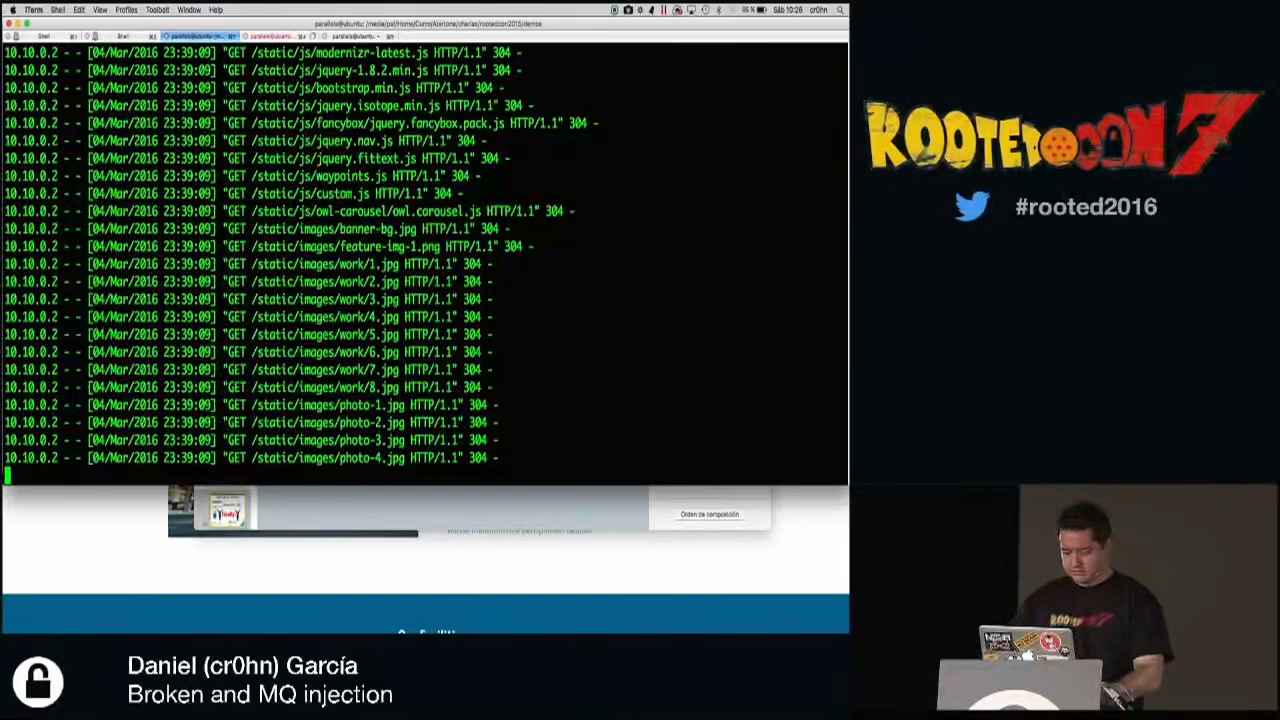 iTerm Shell Edit View Profiles Toolbelt Window Help
Sáb 10:26 cr0hn
Shell
Shell
10.10.0.2 - - [04/Mar/2016 23:39:09] "GET /static/js/modernizr-latest.js HTTP/1.1" 304 -
10.10.0.2 - - [04/Mar/2016 23:39:09] "GET /static/js/jquery-1.8.2.min.js HTTP/1.1" 304 -
10.10.0.2 - - [04/Mar/2016 23:39:09] "GET /static/js/bootstrap.min.js HTTP/1.1" 304 -
10.10.0.2 - - [04/Mar/2016 23:39:09] "GET /static/js/jquery.isotope.min.js HTTP/1.1" 304 -
10.10.0.2 - - [04/Mar/2016 23:39:09] "GET /static/js/fancybox/jquery.fancybox.pack.js HTTP/1.1" 304 -
10.10.0.2 - - [04/Mar/2016 23:39:09] "GET /static/js/jquery.nav.js HTTP/1.1" 304 -
10.10.0.2 - - [04/Mar/2016 23:39:09] "GET /static/js/jquery.fittext.js HTTP/1.1" 304 -
10.10.0.2 - - [04/Mar/2016 23:39:09] "GET /static/js/waypoints.js HTTP/1.1" 304 -
10.10.0.2 - - [04/Mar/2016 23:39:09] "GET /static/js/custom.js HTTP/1.1" 304 -
10.10.0.2 - - [04/Mar/2016 23:39:09] "GET /static/js/owl-carousel/owl.carousel.js HTTP/1.1" 304 -
10.10.0.2 - - [04/Mar/2016 23:39:09] "GET /static/images/banner-bg.jpg HTTP/1.1" 304 -
10.10.0.2 - - [04/Mar/2016 23:39:09] "GET /static/images/feature-img-1.png HTTP/1.1" 304 -
10.10.0.2 - - [04/Mar/2016 23:39:09] "GET /static/images/work/1.jpg HTTP/1.1" 304 -
10.10.0.2 - - [04/Mar/2016 23:39:09] "GET /static/images/work/2.jpg HTTP/1.1" 304 -
10.10.0.2 - - [04/Mar/2016 23:39:09] "GET /static/images/work/3.jpg HTTP/1.1" 304 -
10.10.0.2 - - [04/Mar/2016 23:39:09] "GET /static/images/work/4.jpg HTTP/1.1" 304 -
10.10.0.2 - - [04/Mar/2016 23:39:09] "GET /static/images/work/5.jpg HTTP/1.1" 304 -
10.10.0.2 - - [04/Mar/2016 23:39:09] "GET /static/images/work/6.jpg HTTP/1.1" 304 -
10.10.0.2 - - [04/Mar/2016 23:39:09] "GET /static/images/work/7.jpg HTTP/1.1" 304 -
10.10.0.2 - - [04/Mar/2016 23:39:09] "GET /static/images/work/8.jpg HTTP/1.1" 304 -
10.10.0.2 - - [04/Mar/2016 23:39:09] "GET /static/images/photo-1.jpg HTTP/1.1" 304 -
10.10.0.2 - - [04/Mar/2016 23:39:09] "GET /static/images/photo-2.jpg HTTP/1.1" 304 -
10.10.0.2 - - [04/Mar/2016 23:39:09] "GET /static/images/photo-3.jpg HTTP/1.1" 304 -
10.10.0.2 - - [04/Mar/2016 23:39:09] "GET /static/images/photo-4.jpg HTTP/1.1" 304 -
Orden de composición
ROOTEDCON 7
#rooted2016
Daniel (cr0hn) García
Broken and MQ injection